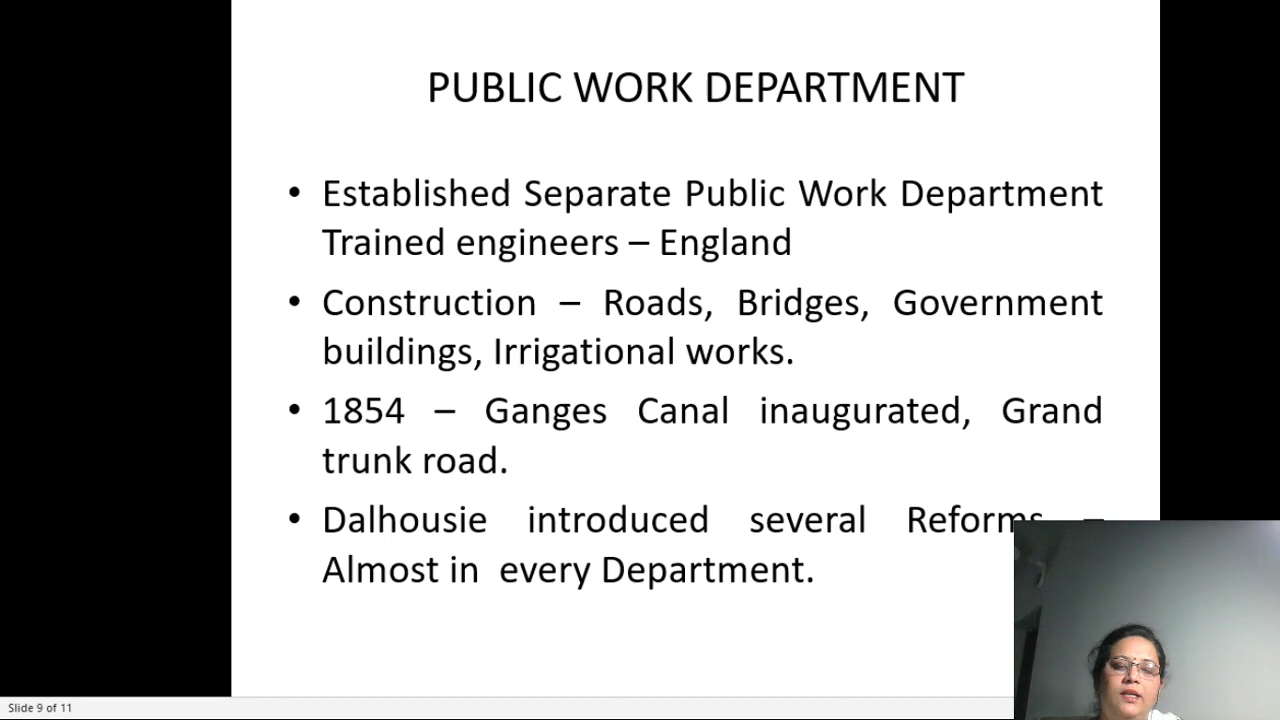 PUBLIC WORK DEPARTMENT
• Established Separate Public Work Department
Trained engineers – England
• Construction – Roads, Bridges, Government
buildings, Irrigational works.
• 1854 – Ganges Canal inaugurated, Grand
trunk road.
• Dalhousie introduced several Reforms –
Almost in every Department.
Slide 9 of 11